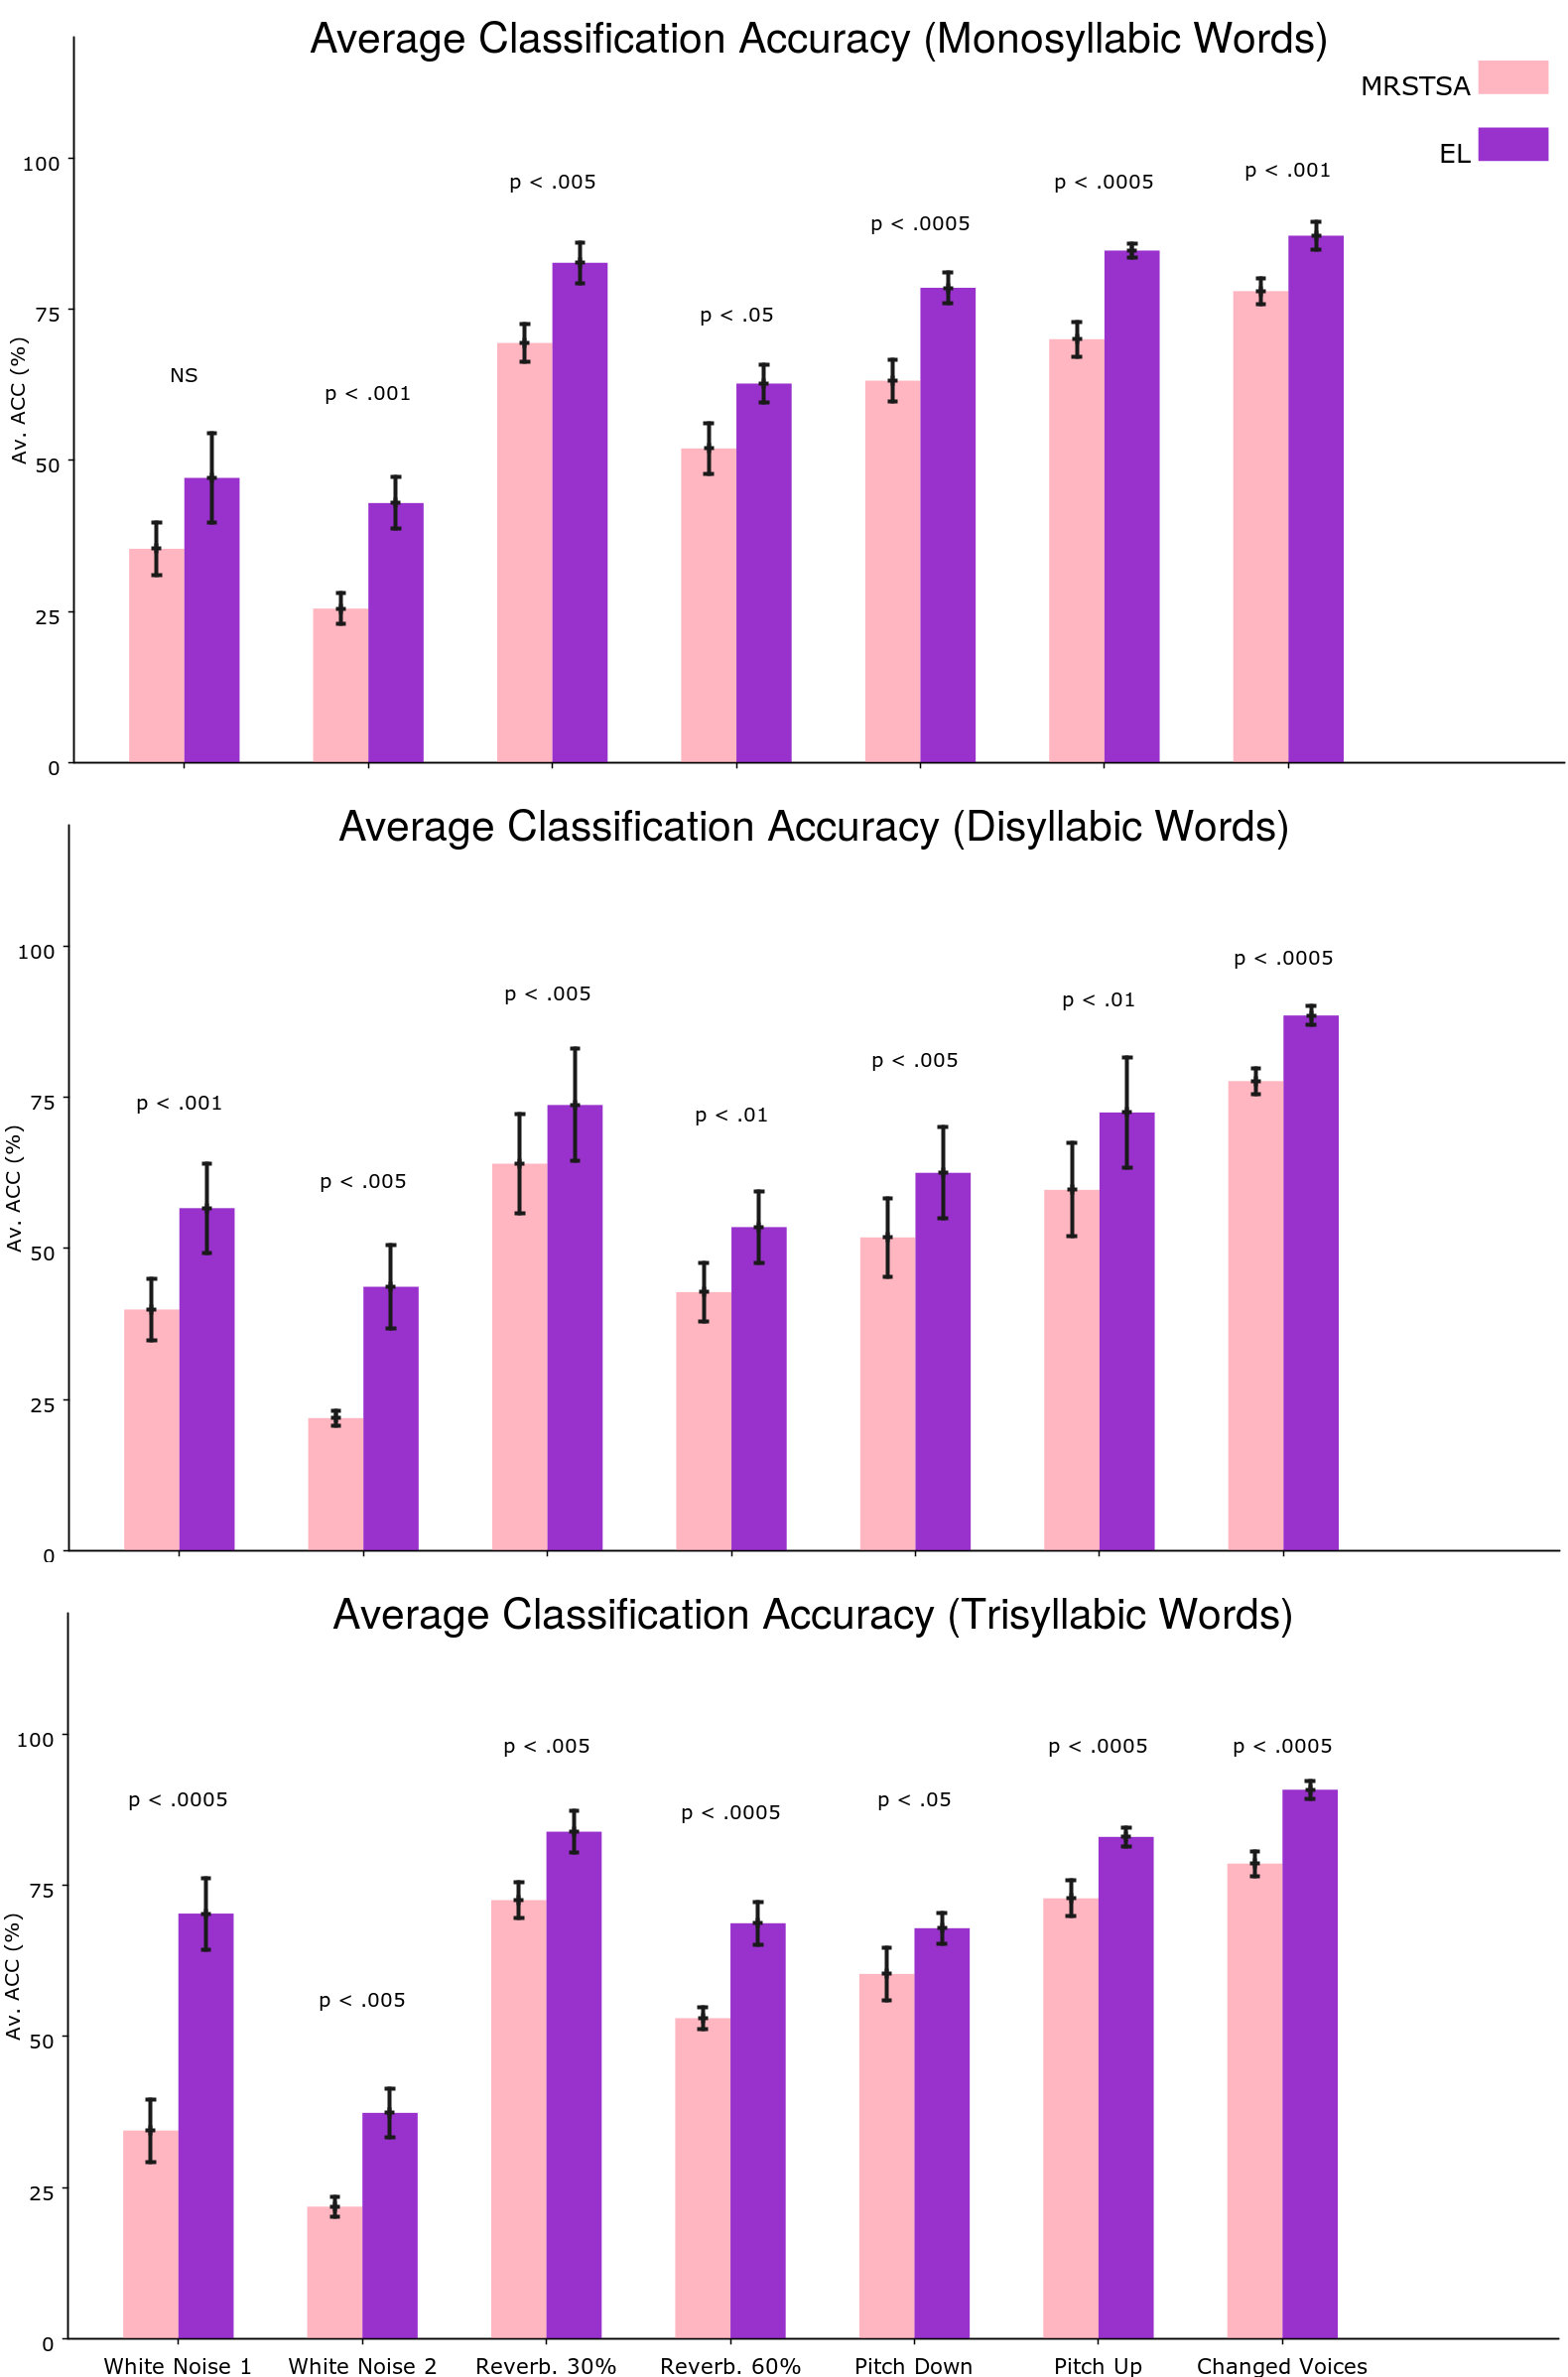 Average Classification Accuracy (Monosyllabic Words)
MRSTSA
EL
100
75
50
25
0
Av. ACC (%)
NS
p < .001
p < .005
p < .05
p < .0005
p < .0005
p < .001
Average Classification Accuracy (Disyllabic Words)
100
75
50
25
0
Av. ACC (%)
p < .001
p < .005
p < .005
p < .01
p < .005
p < .01
p < .0005
Average Classification Accuracy (Trisyllabic Words)
100
75
50
25
0
Av. ACC (%)
p < .0005
p < .005
p < .005
p < .0005
p < .05
p < .0005
p < .0005
White Noise 1 White Noise 2 Reverb. 30% Reverb. 60% Pitch Down Pitch Up Changed Voices